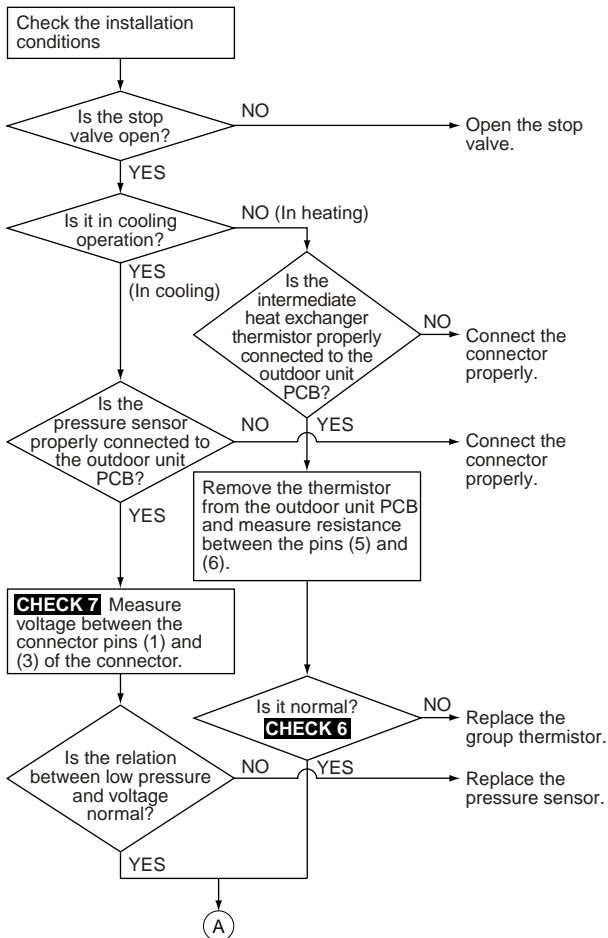 Check the installation
conditions
Is the stop
valve open?
NO
Open the stop
valve.
YES
Is it in cooling
operation?
NO (In heating)
YES
(In cooling)
Is the
intermediate
heat exchanger
thermistor properly
connected to the
outdoor unit
PCB?
NO
Connect the
connector
properly.
Is the
pressure sensor
properly connected to
the outdoor unit
PCB?
NO
YES
Connect the
connector
properly.
YES
Remove the thermistor
from the outdoor unit PCB
and measure resistance
between the pins (5) and
(6).
CHECK 7 Measure
voltage between the
connector pins (1) and
(3) of the connector.
Is it normal?
CHECK 6
NO
Replace the
group thermistor.
Is the relation
between low pressure
and voltage
normal?
NO
YES
Replace the
pressure sensor.
YES
A